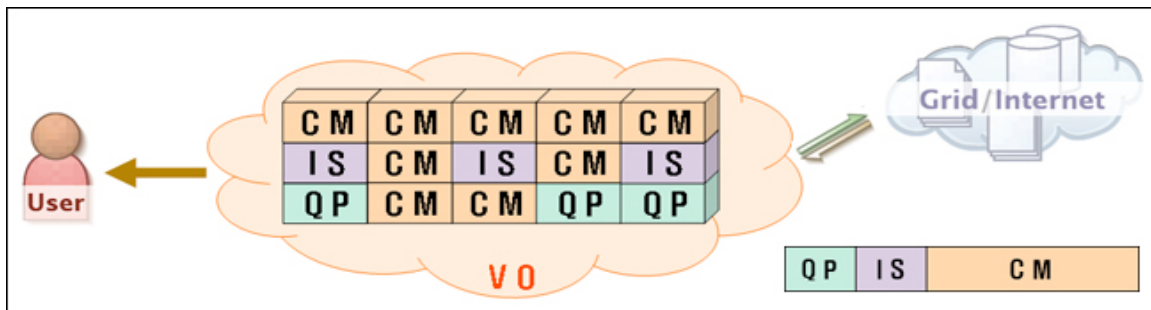 CM CM CM CM CM
Grid/Internet
IS CM IS CM IS
User
QP CM CM QP QP
VO
QP IS CM